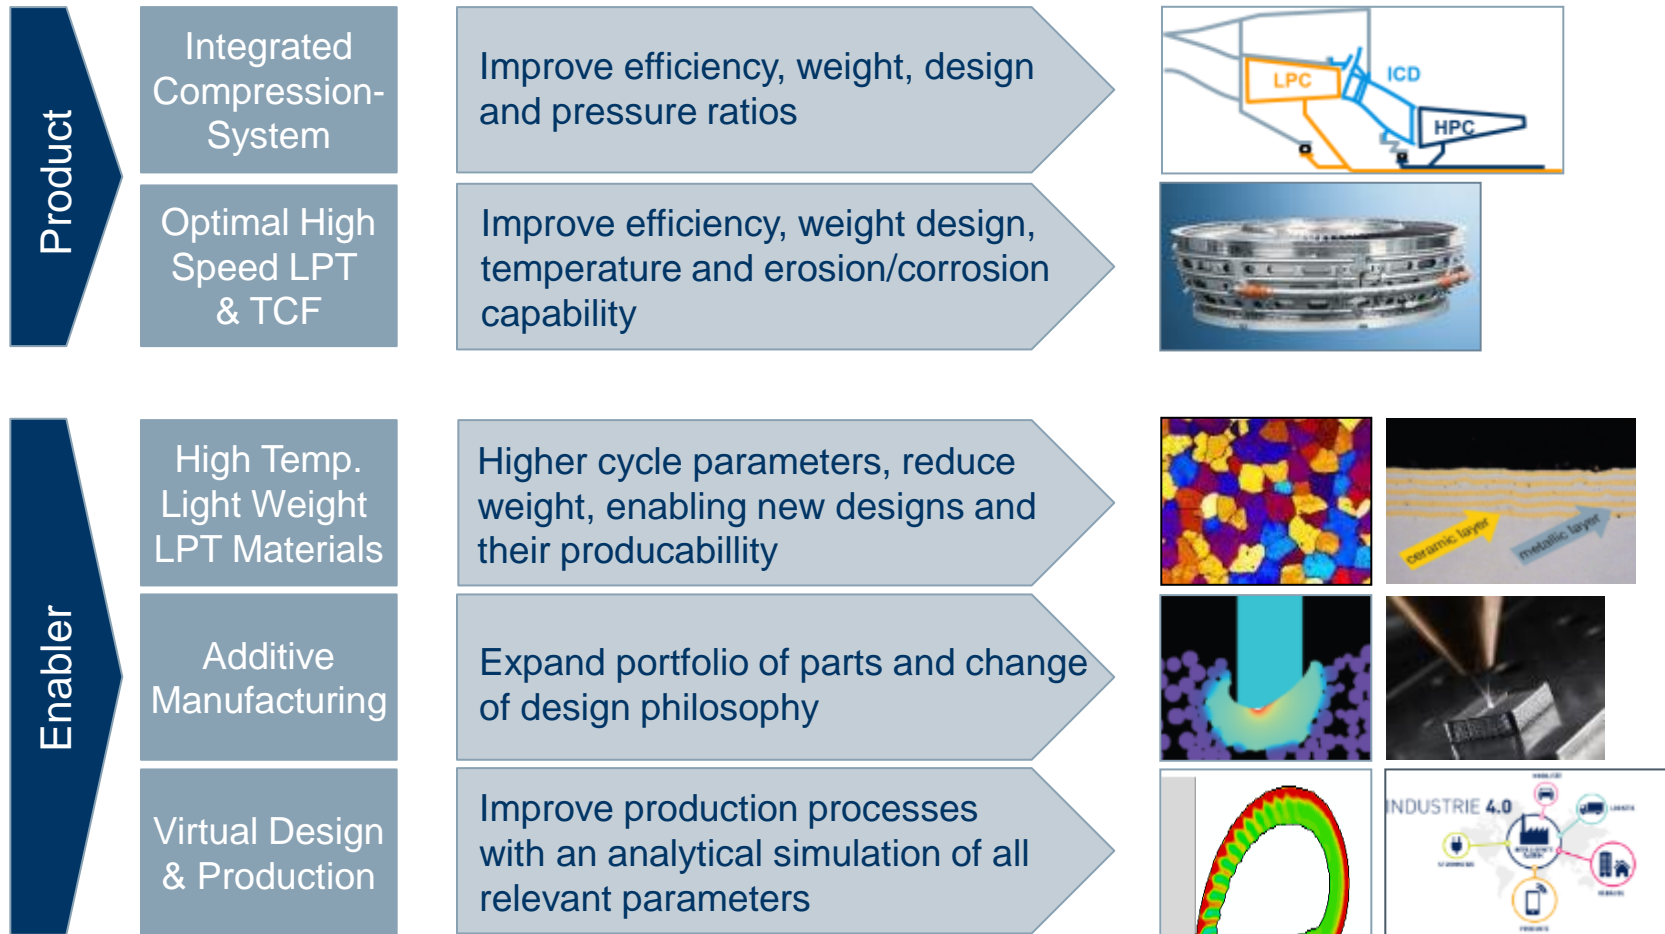 Product
Integrated
Compression-
System
Improve efficiency, weight, design
and pressure ratios
LPC
ICD
HPC
Optimal High
Speed LPT
& TCF
Improve efficiency, weight design,
temperature and erosion/corrosion
capability
Enabler
High Temp.
Light Weight
LPT Materials
Higher cycle parameters, reduce
weight, enabling new designs and
their producabillity
ceramic layer
metallic layer
Additive
Manufacturing
Expand portfolio of parts and change
of design philosophy
Virtual Design
& Production
Improve production processes
with an analytical simulation of all
relevant parameters
INDUSTRIE 4.0